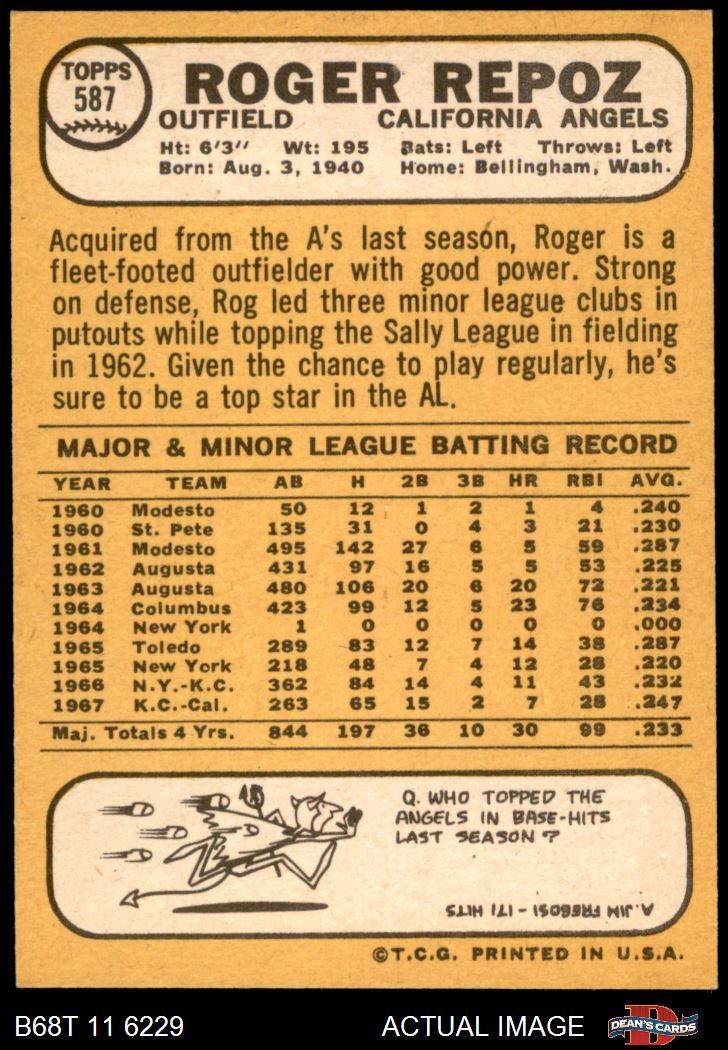 TOPPS
587
ROGER REPOZ
OUTFIELD CALIFORNIA ANGELS
Ht: 6'3" Wt: 195 Bats: Left Throws: Left
Born: Aug. 3, 1940 Home: Bellingham, Wash.
Acquired from the A's last season, Roger is a
fleet-footed outfielder with good power. Strong
on defense, Rog led three minor league clubs in
putouts while topping the Sally League in fielding
in 1962. Given the chance to play regularly, he's
sure to be a top star in the AL.
MAJOR & MINOR LEAGUE BATTING RECORD
YEAR TEAM AB H 2B 3B HR RBI AVG.
1960 Modesto 50 12 1 2 1 4 .240
1960 St. Pete 135 31 0 4 3 21 .230
1961 Modesto 495 142 27 6 5 59 .287
1962 Augusta 431 97 16 5 5 53 .225
1963 Augusta 480 106 20 6 20 72 .221
1964 Columbus 423 99 12 5 23 76 .234
1964 New York 1 0 0 0 0 0 .000
1965 Toledo 289 83 12 7 14 38 .287
1965 New York 218 48 7 4 12 28 .220
1966 N.Y.-K.C. 362 84 14 4 11 43 .232
1967 K.C.-Cal. 263 65 15 2 7 28 .247
Maj. Totals 4 Yrs. 844 197 36 10 30 99 .233
Q. WHO TOPPED THE
ANGELS IN BASE-HITS
LAST SEASON?
A. JIM FREGOSI - 171 HITS
©T.C.G. PRINTED IN U.S.A.
B68T 11 6229 ACTUAL IMAGE D DEAN'S CARDS